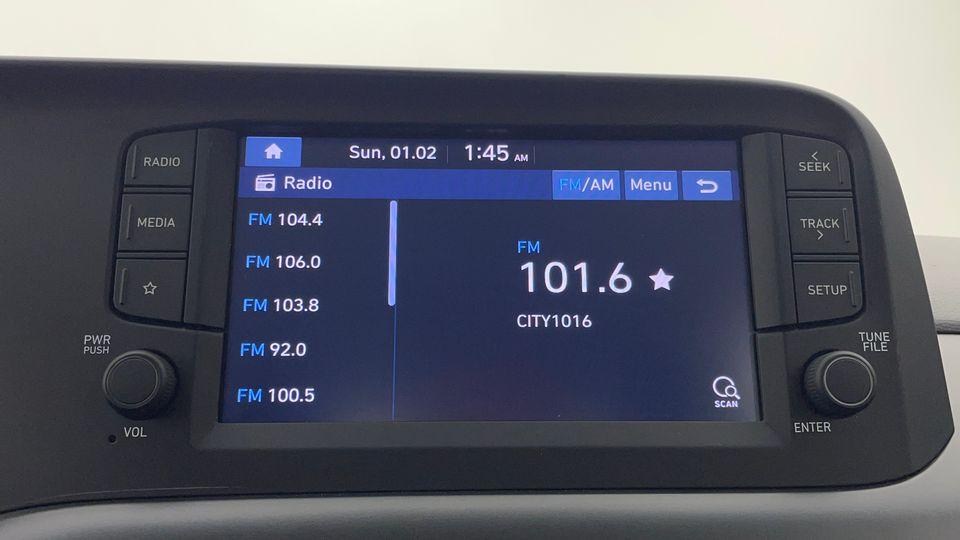 RADIO
MEDIA
PWR
PUSH
VOL
Sun, 01.02 1:45 AM
Radio
FM/AM Menu
FM 104.4
FM 106.0
FM 103.8
FM 92.0
FM 100.5
FM
101.6
CITY1016
SCAN
SEEK
TRACK
SETUP
TUNE
FILE
ENTER